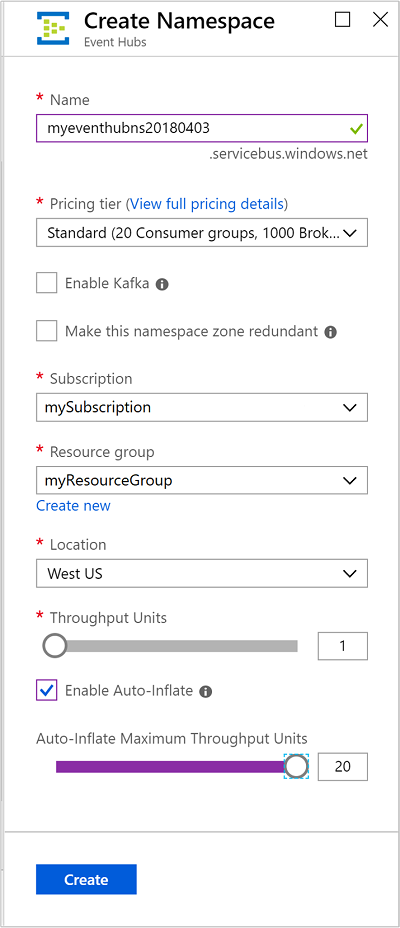 Create Namespace
Event Hubs
* Name
myeventhubns20180403
.servicebus.windows.net
* Pricing tier (View full pricing details)
Standard (20 Consumer groups, 1000 Brok...
Enable Kafka
Make this namespace zone redundant
* Subscription
mySubscription
* Resource group
myResourceGroup
Create new
* Location
West US
* Throughput Units
1
Enable Auto-Inflate
Auto-Inflate Maximum Throughput Units
20
Create